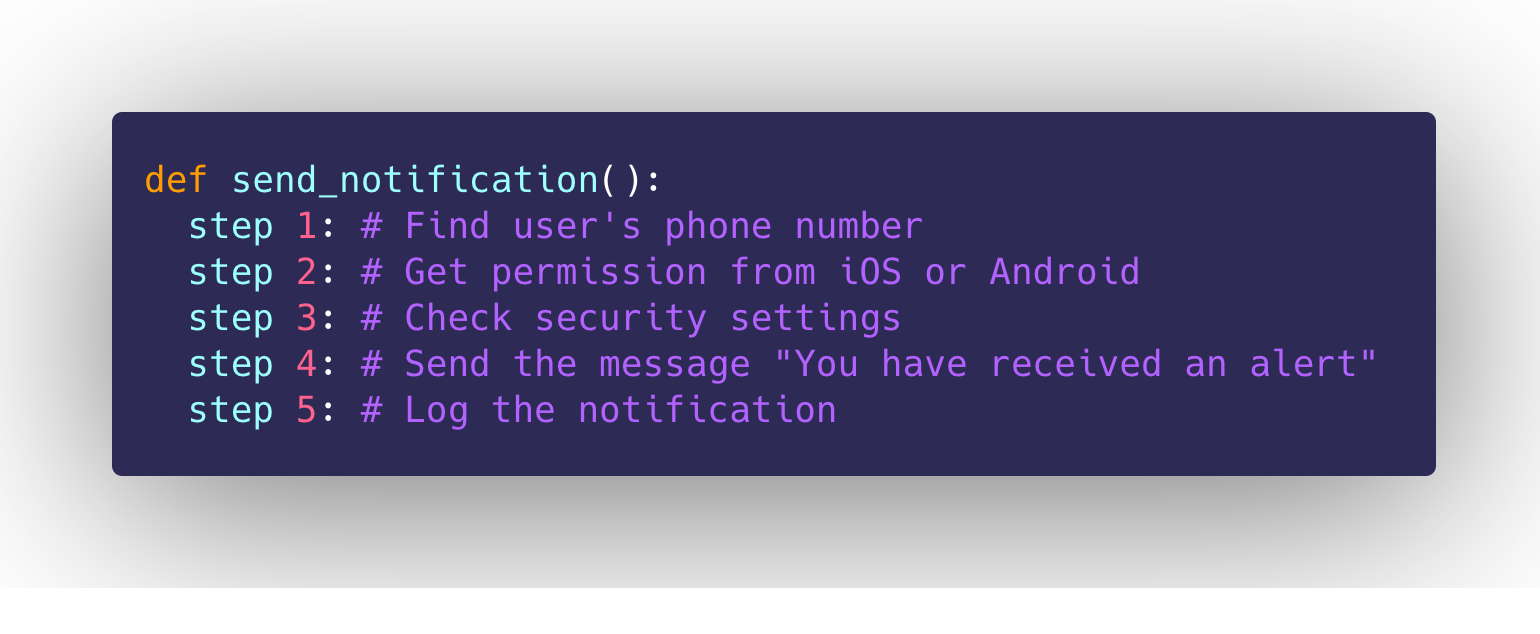 def send_notification():
  step 1: # Find user's phone number
  step 2: # Get permission from iOS or Android
  step 3: # Check security settings
  step 4: # Send the message "You have received an alert"
  step 5: # Log the notification